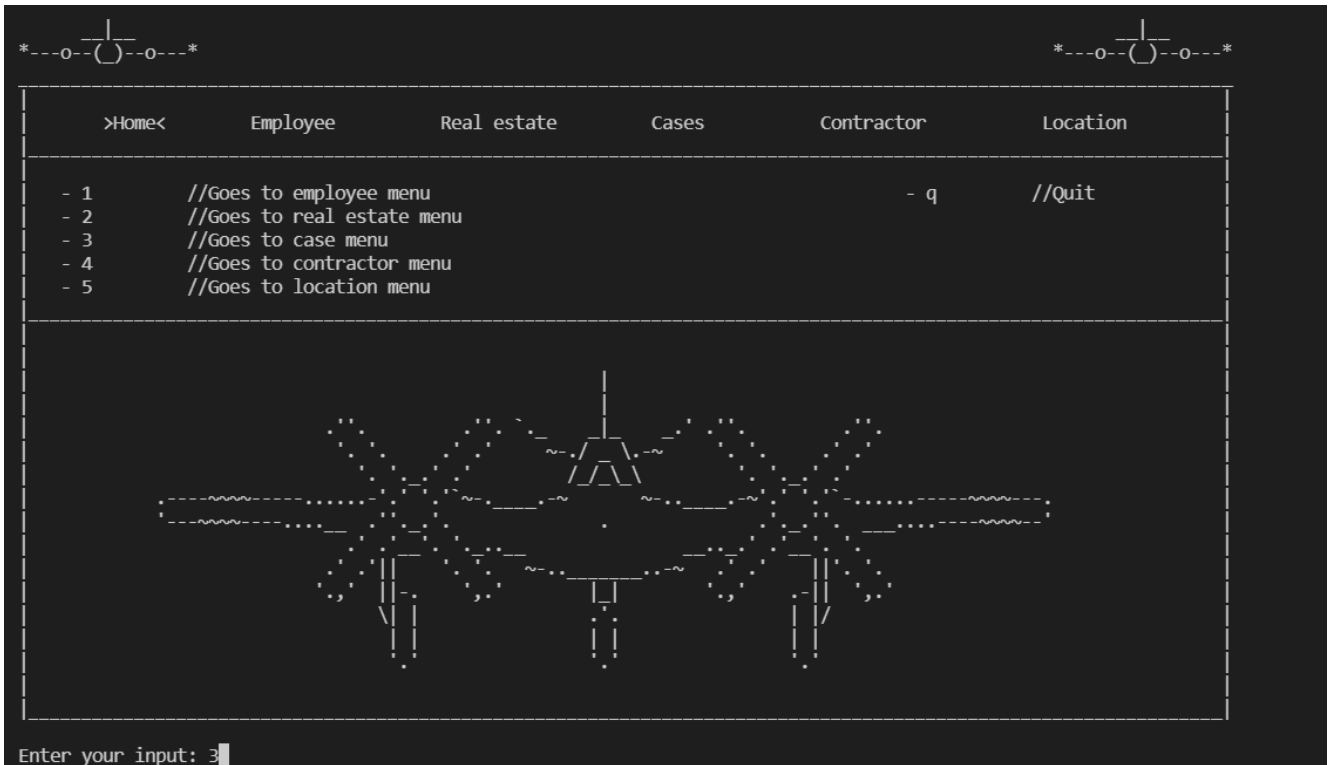 >Home< Employee Real estate Cases Contractor Location
- 1 //Goes to employee menu - q //Quit
- 2 //Goes to real estate menu
- 3 //Goes to case menu
- 4 //Goes to contractor menu
- 5 //Goes to location menu
Enter your input: 3